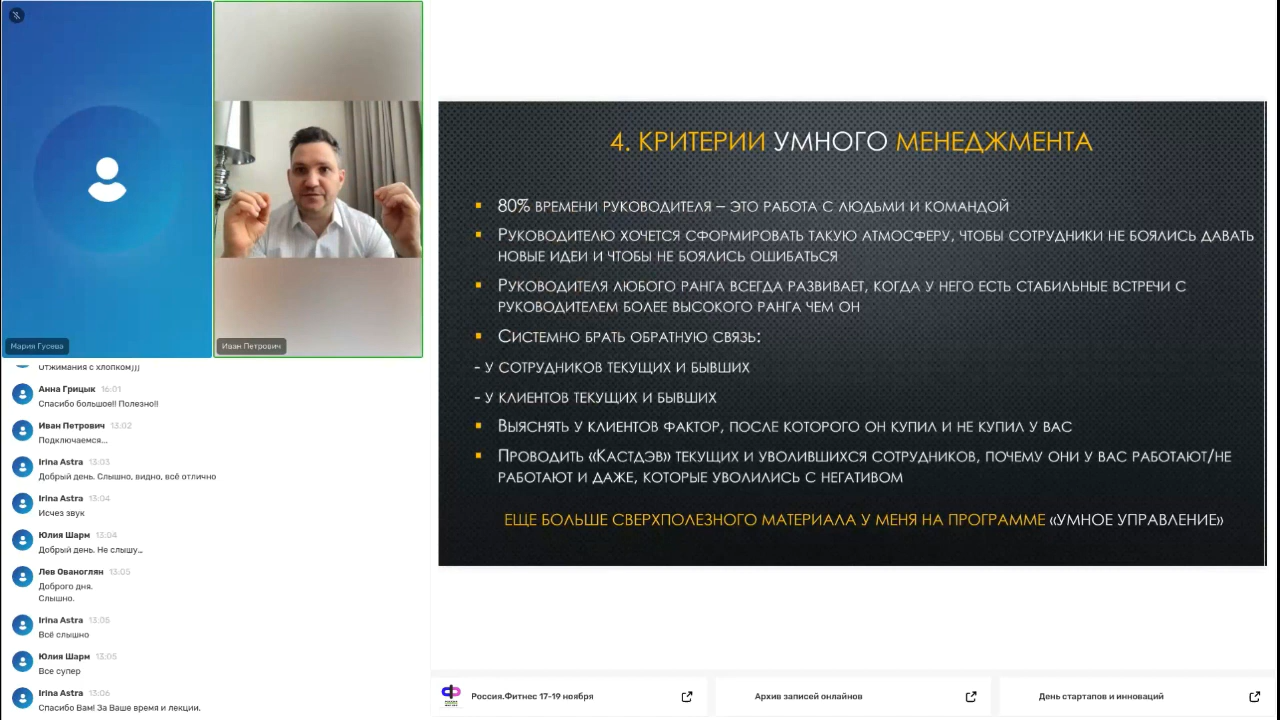 Мария Гусева
Иван Петрович
Отжимания с хлопком)))
Анна Грицык 16:01
Спасибо большое!! Полезно!!
Иван Петрович 13:02
Подключаемся...
Irina Astra 13:03
Добрый день. Слышно, видно, всё отлично
Irina Astra 13:04
Исчез звук
Юлия Шарм 13:04
Добрый день. Не слышу...
Лев Ованоглян 13:05
Доброго дня.
Слышно.
Irina Astra 13:05
Всё слышно
Юлия Шарм 13:05
Все супер
Irina Astra 13:06
Спасибо Вам! За Ваше время и лекции.
4. КРИТЕРИИ УМНОГО МЕНЕДЖМЕНТА
▪ 80% ВРЕМЕНИ РУКОВОДИТЕЛЯ – ЭТО РАБОТА С ЛЮДЬМИ И КОМАНДОЙ
▪ РУКОВОДИТЕЛЮ ХОЧЕТСЯ СФОРМИРОВАТЬ ТАКУЮ АТМОСФЕРУ, ЧТОБЫ СОТРУДНИКИ НЕ БОЯЛИСЬ ДАВАТЬ
НОВЫЕ ИДЕИ И ЧТОБЫ НЕ БОЯЛИСЬ ОШИБАТЬСЯ
▪ РУКОВОДИТЕЛЯ ЛЮБОГО РАНГА ВСЕГДА РАЗВИВАЕТ, КОГДА У НЕГО ЕСТЬ СТАБИЛЬНЫЕ ВСТРЕЧИ С
РУКОВОДИТЕЛЕМ БОЛЕЕ ВЫСОКОГО РАНГА ЧЕМ ОН
▪ СИСТЕМНО БРАТЬ ОБРАТНУЮ СВЯЗЬ:
- У СОТРУДНИКОВ ТЕКУЩИХ И БЫВШИХ
- У КЛИЕНТОВ ТЕКУЩИХ И БЫВШИХ
▪ ВЫЯСНЯТЬ У КЛИЕНТОВ ФАКТОР, ПОСЛЕ КОТОРОГО ОН КУПИЛ И НЕ КУПИЛ У ВАС
▪ ПРОВОДИТЬ «КАСТДЭВ» ТЕКУЩИХ И УВОЛИВШИХСЯ СОТРУДНИКОВ, ПОЧЕМУ ОНИ У ВАС РАБОТАЮТ/НЕ
РАБОТАЮТ И ДАЖЕ, КОТОРЫЕ УВОЛИЛИСЬ С НЕГАТИВОМ
ЕЩЕ БОЛЬШЕ СВЕРХПОЛЕЗНОГО МАТЕРИАЛА У МЕНЯ НА ПРОГРАММЕ «УМНОЕ УПРАВЛЕНИЕ»
Россия.Фитнес 17-19 ноября
Архив записей онлайнов
День стартапов и инноваций